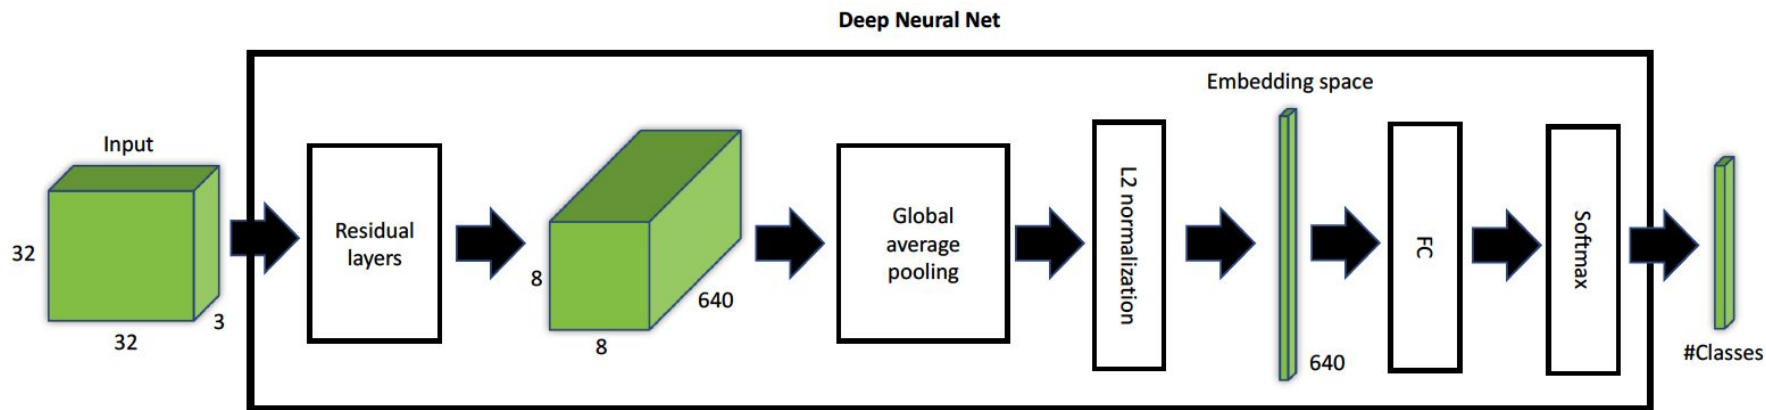 Deep Neural Net
Input
32
32
3
Residual
layers
8
8
640
Global
average
pooling
L2 normalization
Embedding space
640
FC
Softmax
#Classes